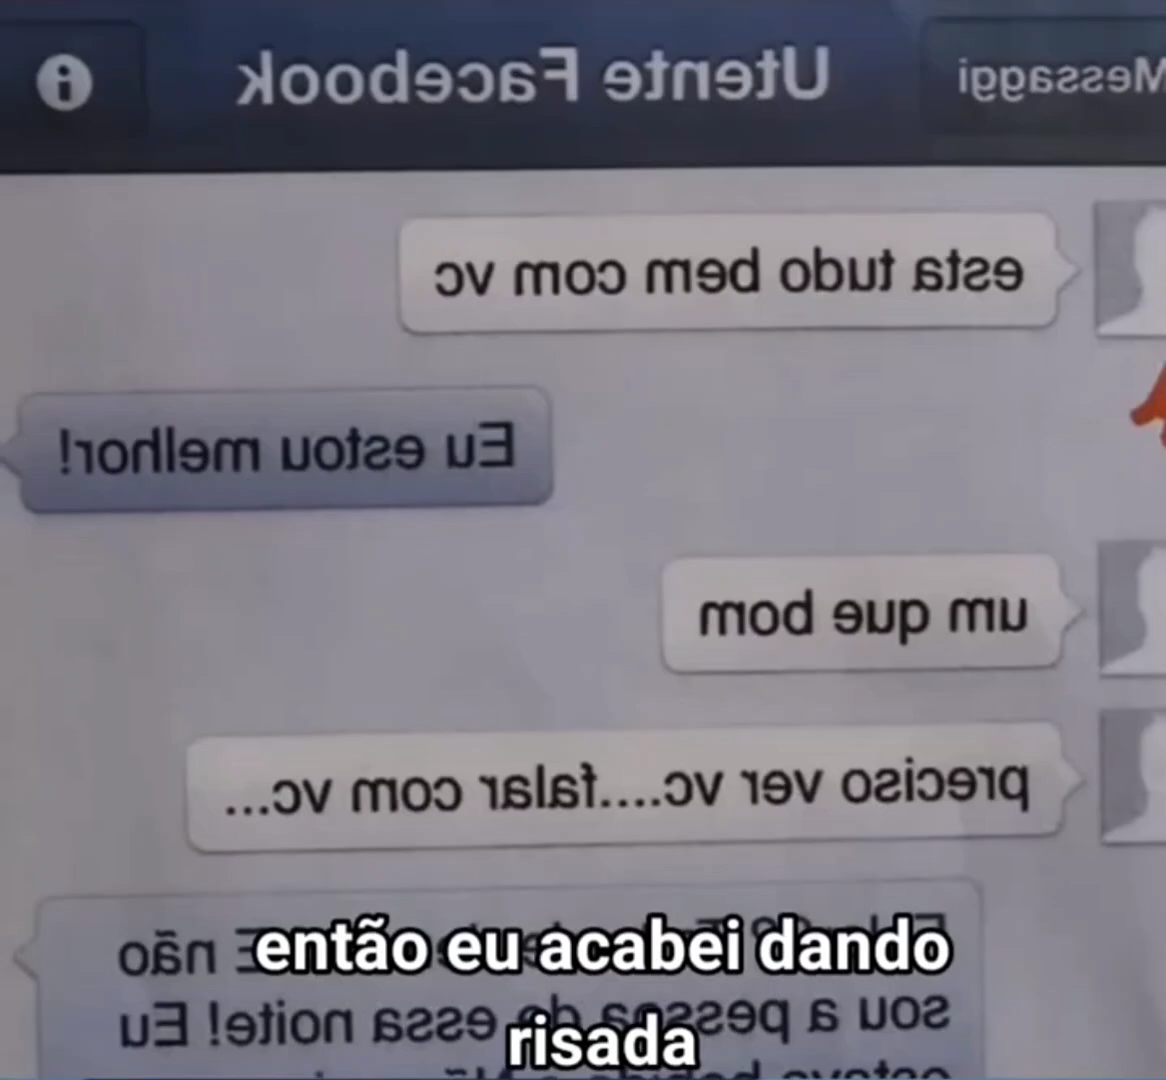 Messaggi Utente Facebook
esta tudo bem com vc
Eu estou melhor!
um que bom
preciso ver vc....falar com vc...
não
então eu acabei dando
sou a pessoa de essa noite! Eu
risada